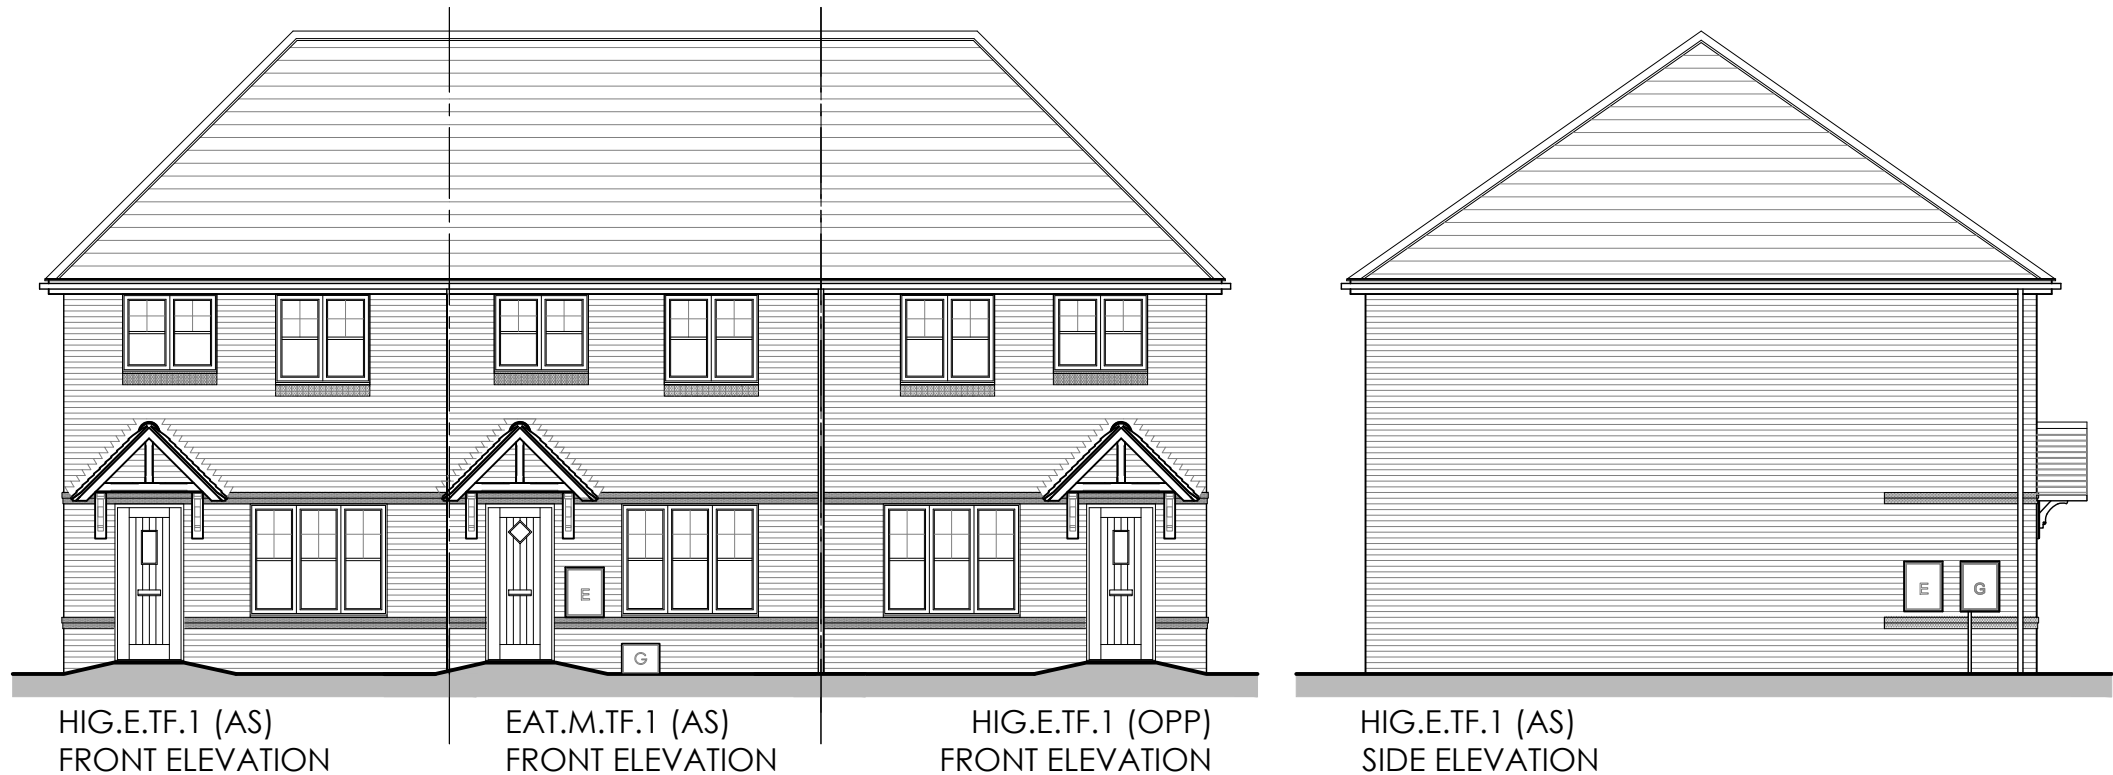 E
G
E
G
HIG.E.TF.1 (AS)
FRONT ELEVATION
EAT.M.TF.1 (AS)
FRONT ELEVATION
HIG.E.TF.1 (OPP)
FRONT ELEVATION
HIG.E.TF.1 (AS)
SIDE ELEVATION